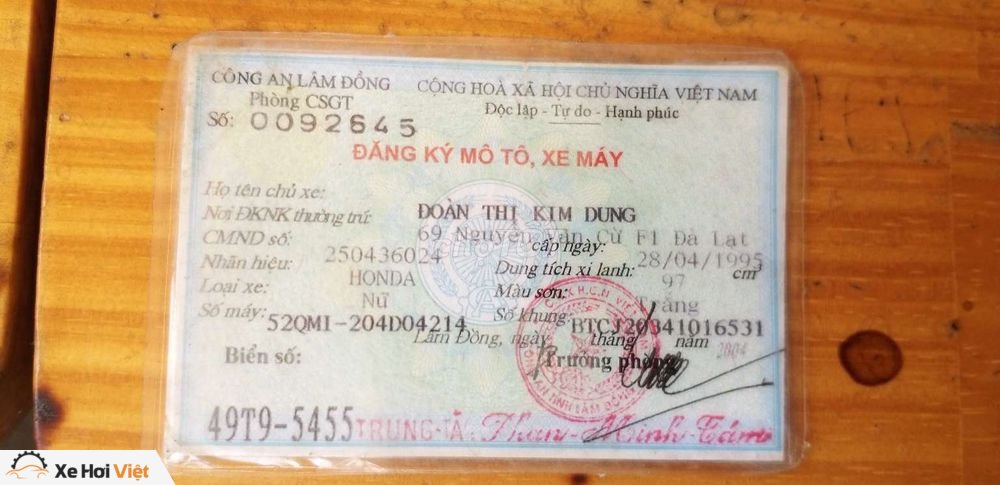 CÔNG AN LÂM ĐỒNG
Phòng CSGT
Số: 0092645
CỘNG HOÀ XÃ HỘI CHỦ NGHĨA VIỆT NAM
Độc lập - Tự do - Hạnh phúc
ĐĂNG KÝ MÔ TÔ, XE MÁY
Họ tên chủ xe: ĐOÀN THỊ KIM DUNG
Nơi ĐKNK thường trú: 69 Nguyễn Văn Cừ F1 Đà Lạt
CMND số: 250436024 cấp ngày: 28/04/1995
Nhãn hiệu: HONDA Dung tích xi lanh: 97 cm³
Loại xe: Nữ Màu sơn:
Số máy: 52QMI-204D04214 Số khung: BTCJ20341016531
Lâm Đồng, ngày tháng năm 2004
Biển số: Trưởng phòng
49T9-5455
TRUNG-TÁ: Phan-Minh-Tám
Xe Hơi Việt